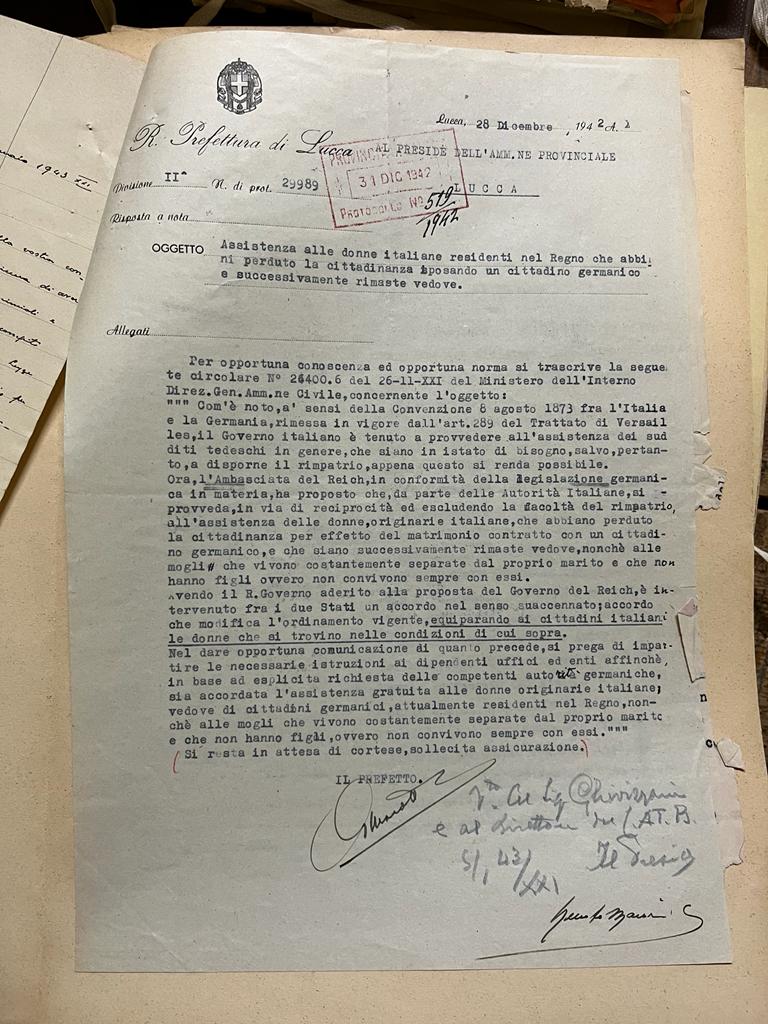 R. Prefettura di Lucca
Lucca, 28 Dicembre, 1942 A.
AL PRESIDE DELL'AMM.NE PROVINCIALE
LUCCA
PROVINC
31 DIC 1942
PROTOCOLLO No 519/1942
Divisione IIª N. di prot. 29989
Risposta a nota
OGGETTO Assistenza alle donne italiane residenti nel Regno che abbi
ni perduto la cittadinanza sposando un cittadino germanico
e successivamente rimaste vedove.
Allegati
Per opportuna conoscenza ed opportuna norma si trascrive la segue
te circolare N° 26400.6 del 26-11-XXI del Ministero dell'Interno
Direz.Gen.Amm.ne Civile,concernente l'oggetto:
""" Com'è noto,a' sensi della Convenzione 8 agosto 1873 fra l'Italia
e la Germania, rimessa in vigore dall'art.289 del Trattato di Versail
les,il Governo italiano è tenuto a provvedere all'assistenza dei sud
diti tedeschi in genere,che siano in istato di bisogno,salvo,pertan-
to,a disporne il rimpatrio,appena questo si renda possibile.
Ora,l'Ambasciata del Reich,in conformità della legislazione germani-
ca in materia,ha proposto che,da parte delle Autorità Italiane,si -
provveda,in via di reciprocità ed escludendo la facoltà del rimpatrio,
all'assistenza delle donne,originarie italiane,che abbiano perduto
la cittadinanza per effetto del matrimonio contratto con un cittadi-
no germanico,e che siano successivamente rimaste vedove,nonchè alle
mogli che vivono costantemente separate dal proprio marito e che non
hanno figli ovvero non convivono sempre con essi.
Avendo il R.Governo aderito alla proposta del Governo del Reich,è in-
tervenuto fra i due Stati un accordo nel senso suaccennato;accordo
che modifica l'ordinamento vigente,equiparando ai cittadini italiani
le donne che si trovino nelle condizioni di cui sopra.
Nel dare opportuna comunicazione di quanto precede,si prega di impar-
tire le necessarie istruzioni ai dipendenti uffici ed enti affinchè,
in base ad esplicita richiesta delle competenti autorità germaniche,
sia accordata l'assistenza gratuita alle donne originarie italiane,
vedove di cittadini germanici,attualmente residenti nel Regno,non-
chè alle mogli che vivono costantemente separate dal proprio marito
e che non hanno figli,ovvero non convivono sempre con essi."""
(Si resta in attesa di cortese,sollecita assicurazione.)
IL PREFETTO.
al Sig Ghivizzani
e al Direttore
5/1 43/XXI Il Preside
1943 XXI